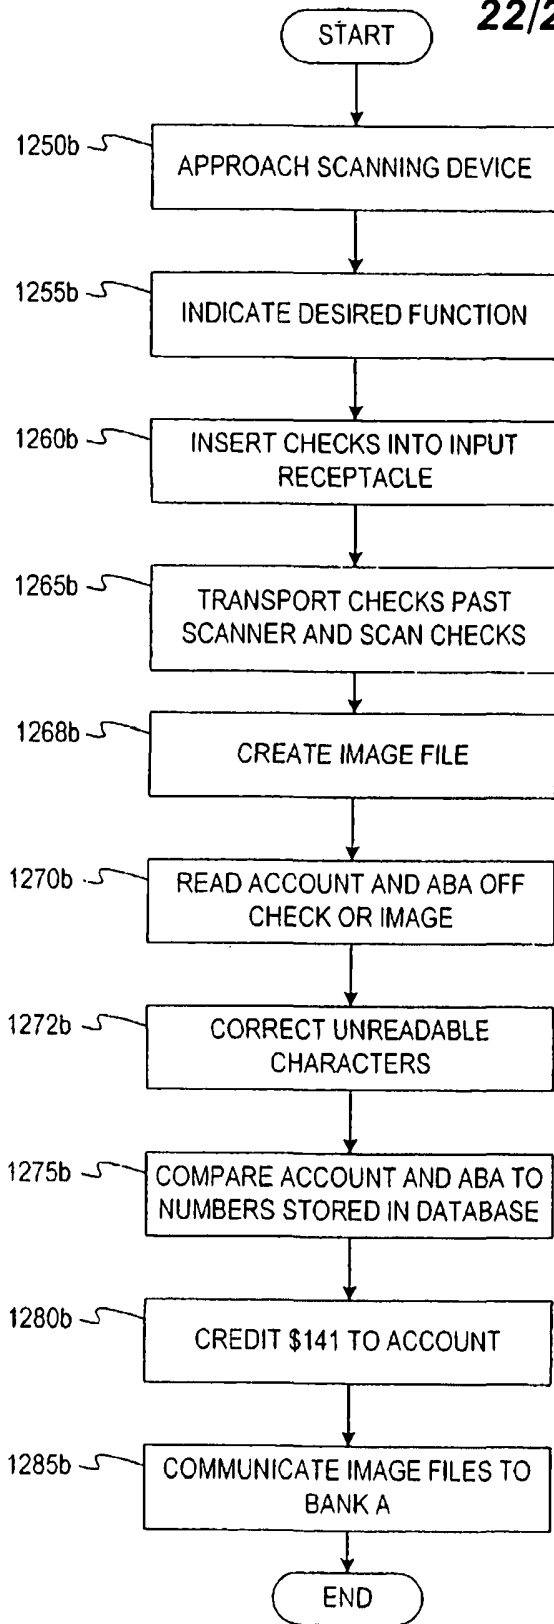 22/2
START
1250b
APPROACH SCANNING DEVICE
1255b
INDICATE DESIRED FUNCTION
1260b
INSERT CHECKS INTO INPUT
RECEPTACLE
1265b
TRANSPORT CHECKS PAST
SCANNER AND SCAN CHECKS
1268b
CREATE IMAGE FILE
1270b
READ ACCOUNT AND ABA OFF
CHECK OR IMAGE
1272b
CORRECT UNREADABLE
CHARACTERS
1275b
COMPARE ACCOUNT AND ABA TO
NUMBERS STORED IN DATABASE
1280b
CREDIT $141 TO ACCOUNT
1285b
COMMUNICATE IMAGE FILES TO
BANK A
END